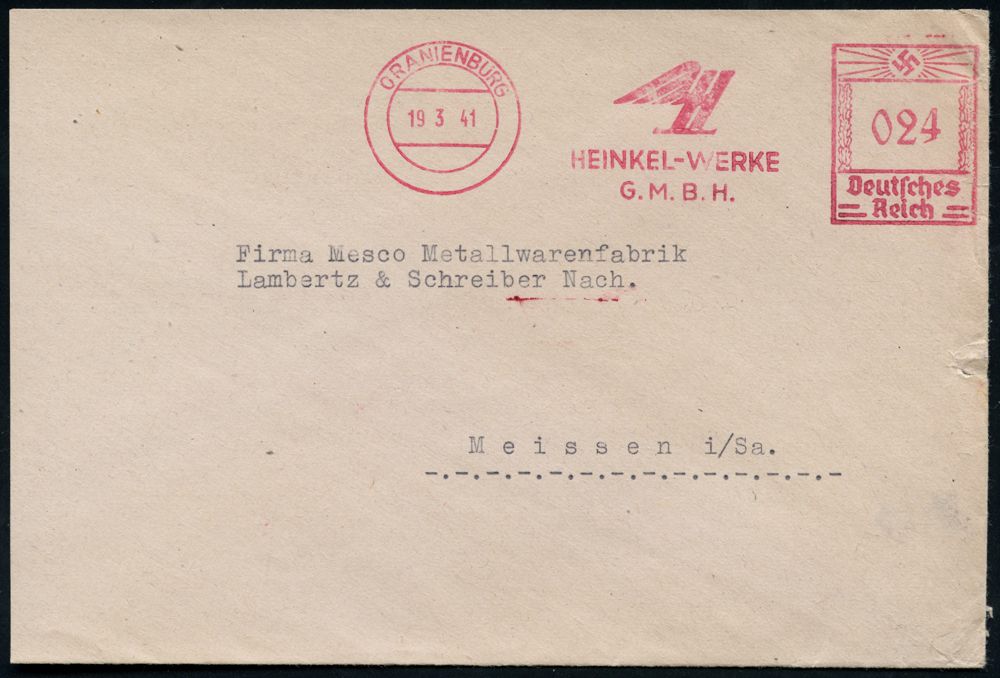 ORANIENBURG
19 3 41
HEINKEL-WERKE
G.M.B.H.
024
Deutsches
Reich
Firma Mesco Metallwarenfabrik
Lambertz & Schreiber Nach.
Meissen i/Sa.
-.-.-.-.-.-.-.-.-.-.-.-.-.-